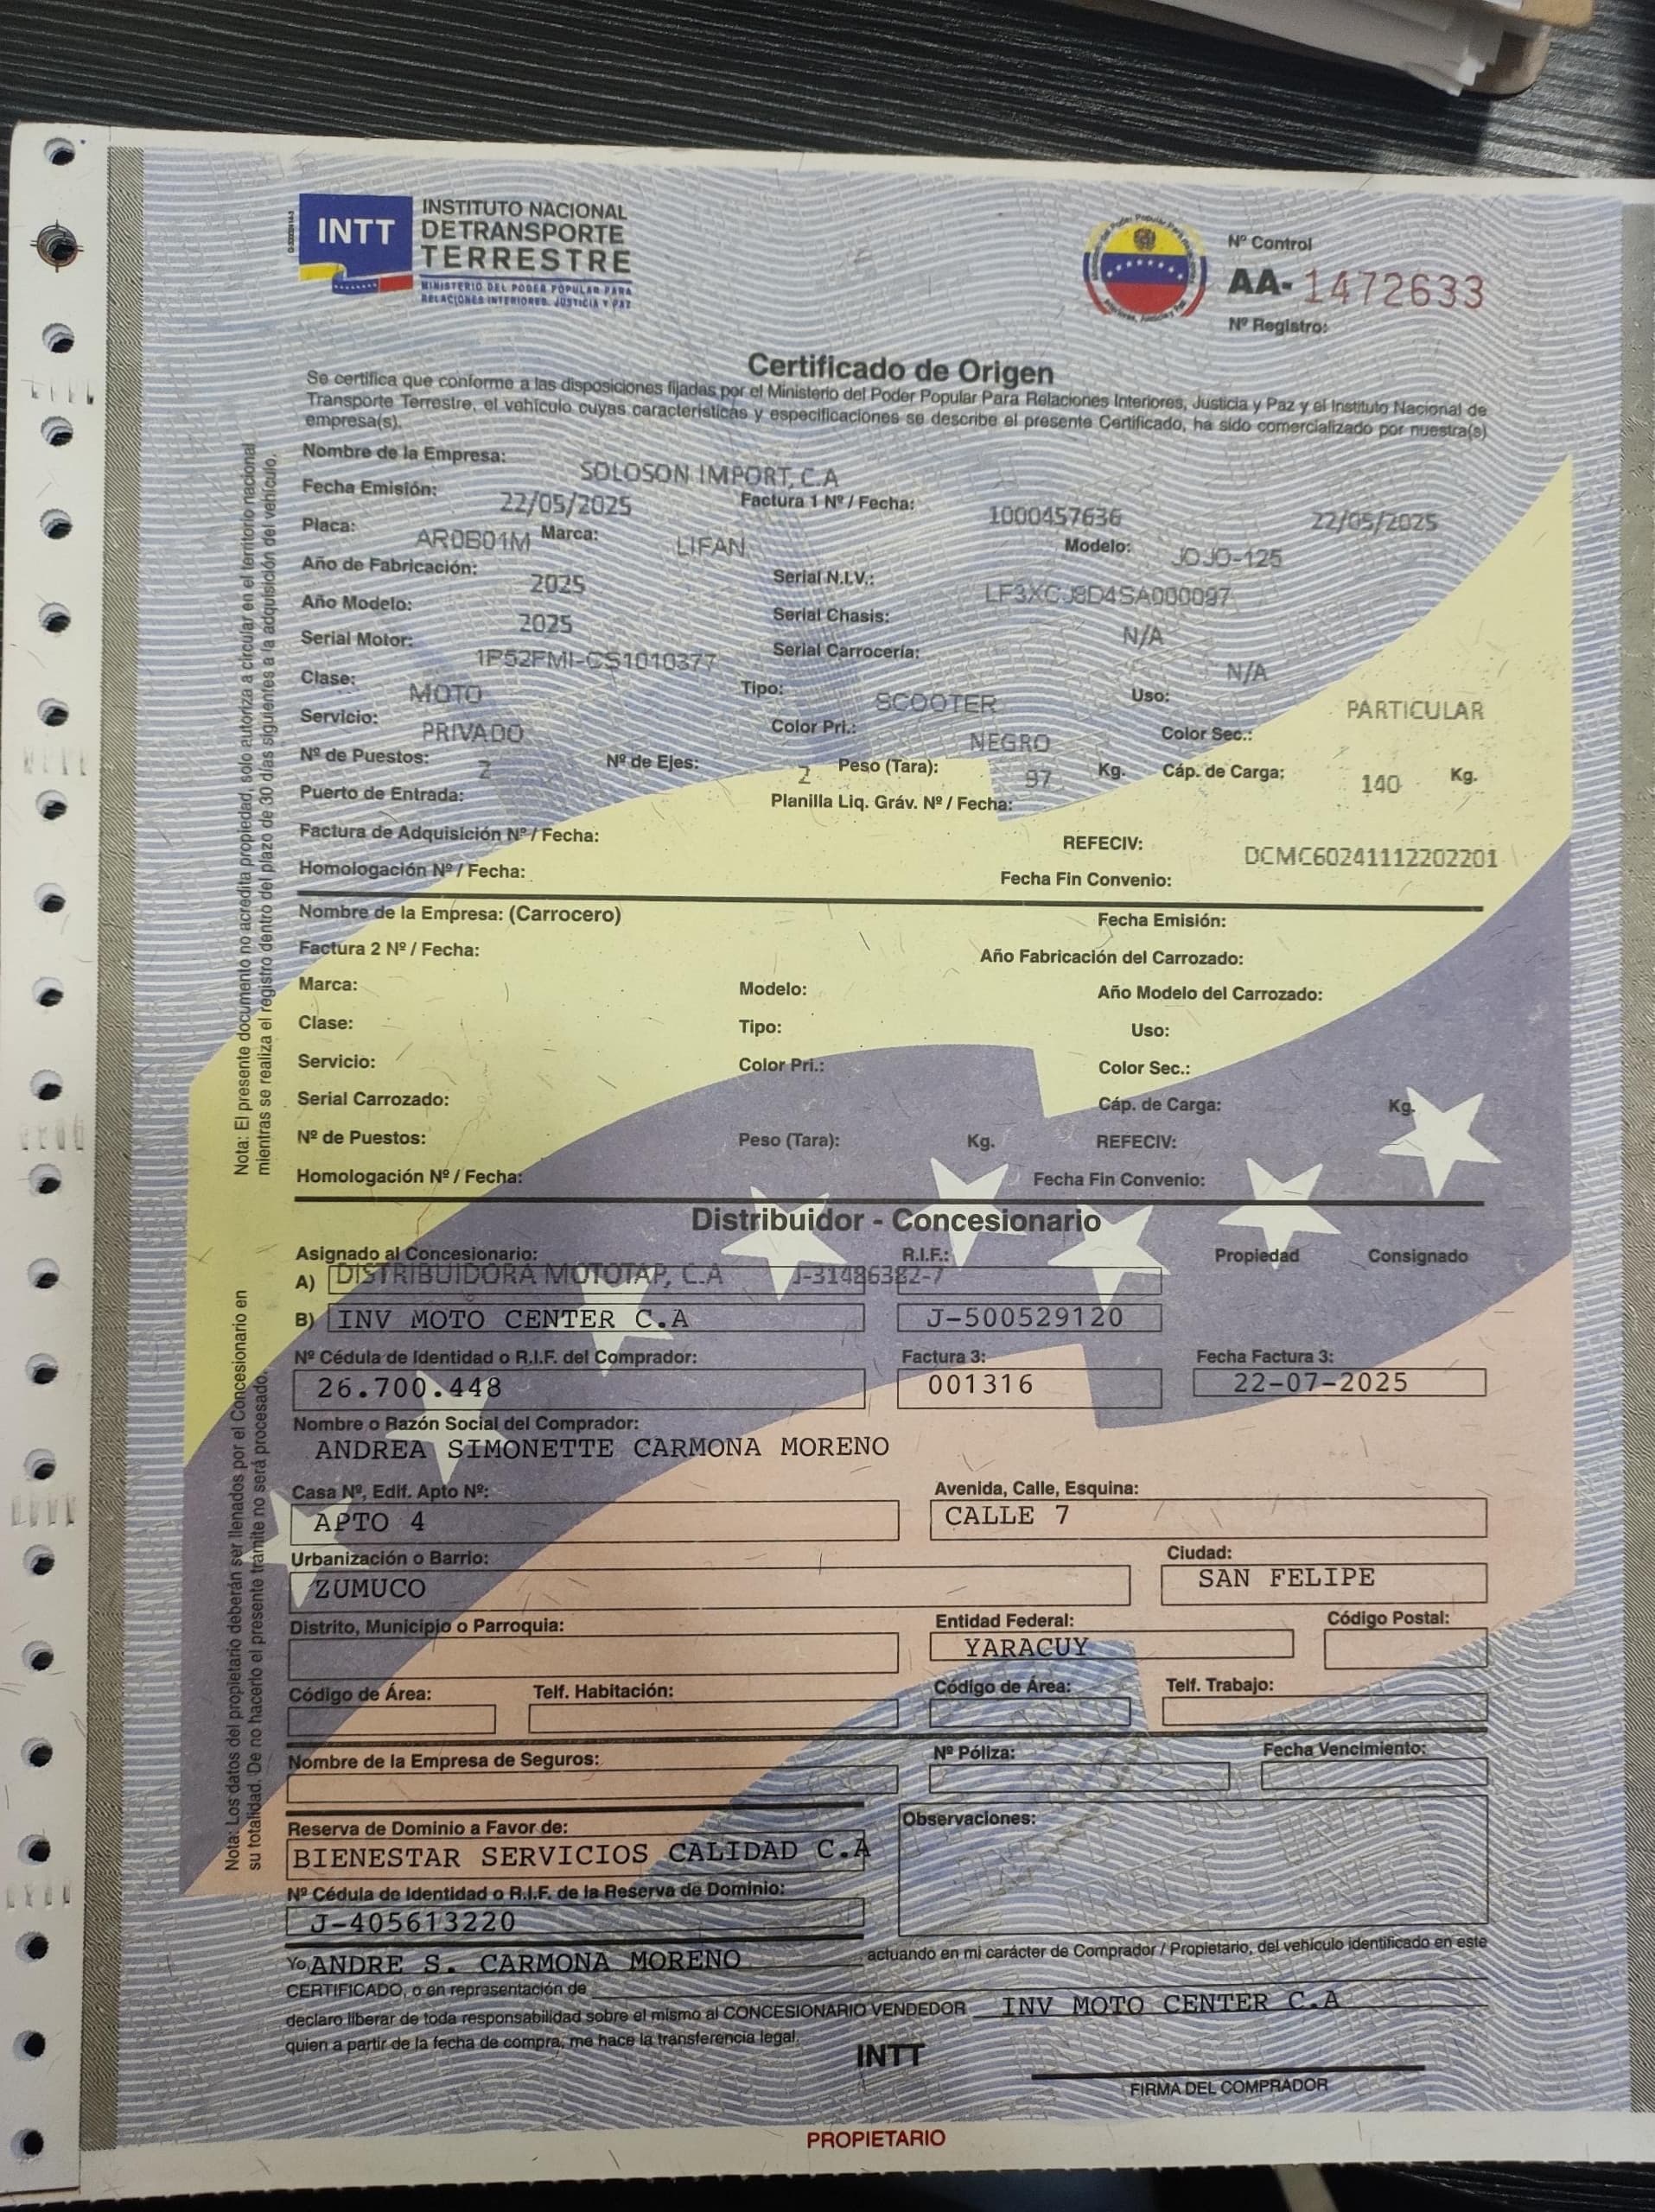 INTT
INSTITUTO NACIONAL
DETRANSPORTE
TERRESTRE
MINISTERIO DEL PODER POPULAR PARA
RELACIONES INTERIORES, JUSTICIA Y PAZ
Nº Control
AA-1472633
Nº Registro:
Certificado de Origen
Se certifica que conforme a las disposiciones fijadas por el Ministerio del Poder Popular Para Relaciones Interiores, Justicia y Paz y el Instituto Nacional de
Transporte Terrestre, el vehículo cuyas características y especificaciones se describe el presente Certificado, ha sido comercializado por nuestra(s)
empresa(s).
Nombre de la Empresa: SOLOSON IMPORT, C.A
Fecha Emisión: 22/05/2025 Factura 1 Nº / Fecha: 1000457636 22/05/2025
Placa: AR0B01M Marca: LIFAN Modelo: JOJO-125
Año de Fabricación: 2025 Serial N.I.V.: LF3XCJ8D4SA000097
Año Modelo: 2025 Serial Chasis: N/A
Serial Motor: 1P52FMI-CS1010377 Serial Carrocería: N/A
Clase: MOTO Tipo: SCOOTER Uso: PARTICULAR
Servicio: PRIVADO Color Pri.: NEGRO Color Sec.:
Nº de Puestos: 2 Nº de Ejes: 2 Peso (Tara): 97 Kg. Cáp. de Carga: 140 Kg.
Puerto de Entrada: Planilla Liq. Gráv. Nº / Fecha:
Factura de Adquisición Nº / Fecha: REFECIV: DCMC60241112202201
Homologación Nº / Fecha: Fecha Fin Convenio:
Nombre de la Empresa: (Carrocero) Fecha Emisión:
Factura 2 Nº / Fecha: Año Fabricación del Carrozado:
Marca: Modelo: Año Modelo del Carrozado:
Clase: Tipo: Uso:
Servicio: Color Pri.: Color Sec.:
Serial Carrozado: Cáp. de Carga: Kg.
Nº de Puestos: Peso (Tara): Kg. REFECIV:
Homologación Nº / Fecha: Fecha Fin Convenio:
Distribuidor - Concesionario
Asignado al Concesionario: R.I.F.: Propiedad Consignado
A) DISTRIBUIDORA MOTOTAP, C.A J-31486382-7
B) INV MOTO CENTER C.A J-500529120
Nº Cédula de Identidad o R.I.F. del Comprador: Factura 3: Fecha Factura 3:
26.700.448 001316 22-07-2025
Nombre o Razón Social del Comprador:
ANDREA SIMONETTE CARMONA MORENO
Casa Nº, Edif. Apto Nº: Avenida, Calle, Esquina:
APTO 4 CALLE 7
Urbanización o Barrio: Ciudad:
ZUMUCO SAN FELIPE
Distrito, Municipio o Parroquia: Entidad Federal: Código Postal:
YARACUY
Código de Área: Telf. Habitación: Código de Área: Telf. Trabajo:
Nombre de la Empresa de Seguros: Nº Póliza: Fecha Vencimiento:
Reserva de Dominio a Favor de: Observaciones:
BIENESTAR SERVICIOS CALIDAD C.A
Nº Cédula de Identidad o R.I.F. de la Reserva de Dominio:
J-405613220
Yo ANDRE S. CARMONA MORENO actuando en mi carácter de Comprador / Propietario, del vehículo identificado en este
CERTIFICADO, o en representación de
declaro liberar de toda responsabilidad sobre el mismo al CONCESIONARIO VENDEDOR INV MOTO CENTER C.A
quien a partir de la fecha de compra, me hace la transferencia legal.
INTT
FIRMA DEL COMPRADOR
PROPIETARIO
Nota: El presente documento no acredita propiedad, solo autoriza a circular en el territorio nacional
mientras se realiza el registro dentro del plazo de 30 días siguientes a la adquisición del vehículo.
Nota: Los datos del propietario deberán ser llenados por el Concesionario en
su totalidad. De no hacerlo el presente trámite no será procesado.